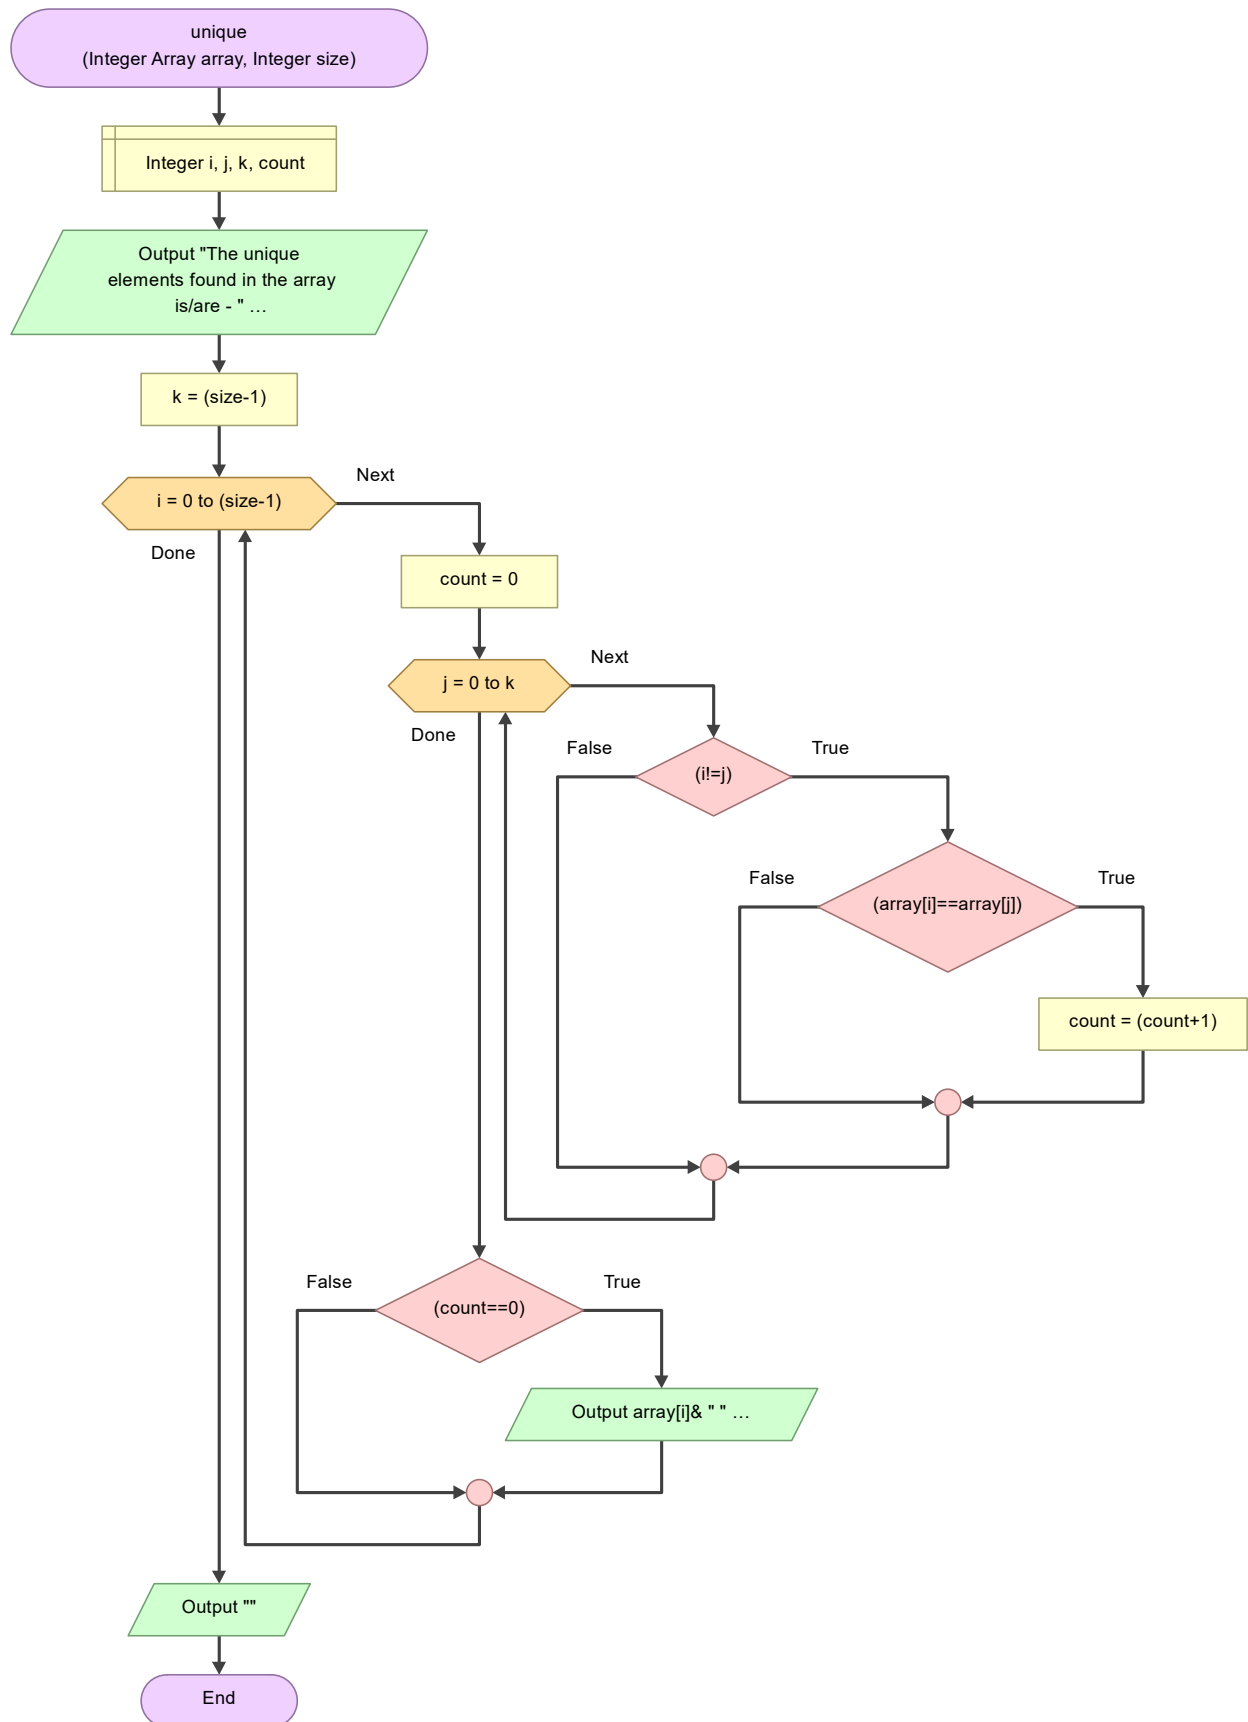 unique
(Integer Array array, Integer size)
Integer i, j, k, count
Output "The unique
elements found in the array
is/are - " …
k = (size-1)
i = 0 to (size-1)
Next
Done
count = 0
j = 0 to k
Next
Done
(i!=j)
False
True
(array[i]==array[j])
False
True
count = (count+1)
(count==0)
False
True
Output array[i]& " " …
Output ""
End